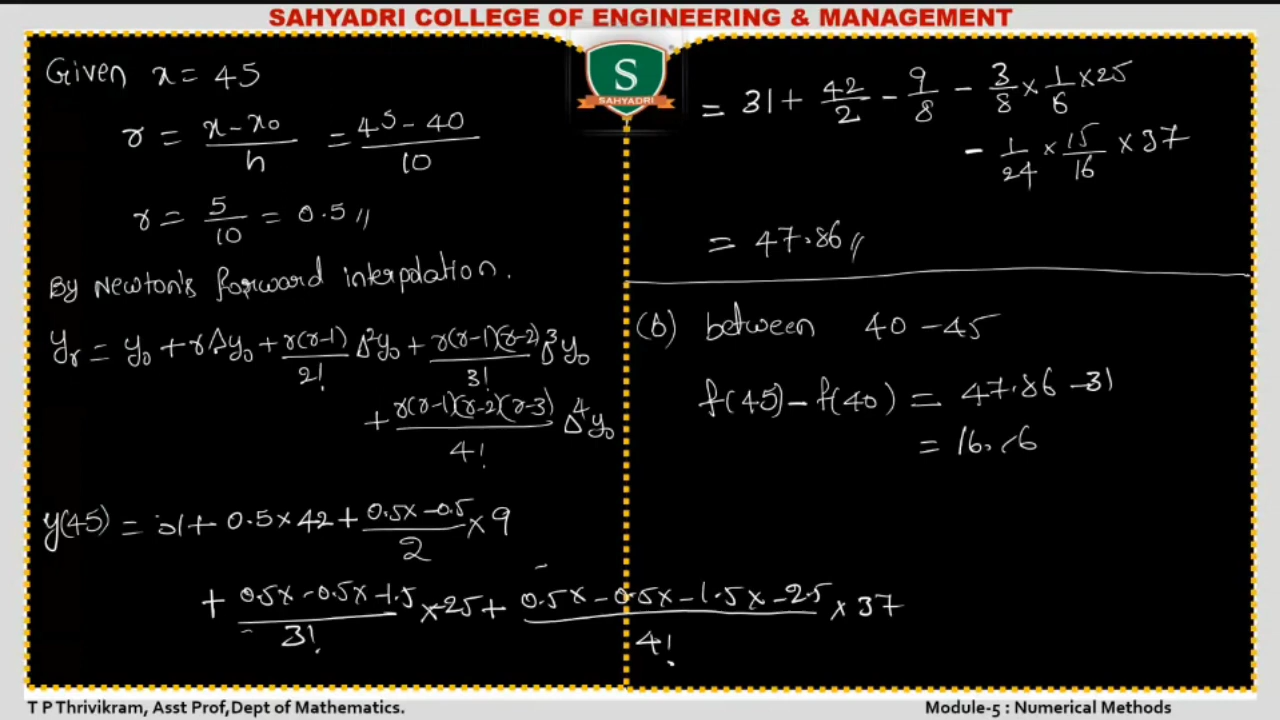 SAHYADRI COLLEGE OF ENGINEERING & MANAGEMENT
S
SAHYADRI
Given x = 45
r = (x - x₀)/h = (45 - 40)/10
r = 5/10 = 0.5 //
By Newton's forward interpolation.
yᵣ = y₀ + rΔy₀ + r(r-1)/2! Δ²y₀ + r(r-1)(r-2)/3! Δ³y₀
+ r(r-1)(r-2)(r-3)/4! Δ⁴y₀
y(45) = 31 + 0.5 × 42 + (0.5 × -0.5)/2 × 9
+ (0.5 × -0.5 × -1.5)/3! × 25 + (0.5 × -0.5 × -1.5 × -2.5)/4! × 37
= 31 + 42/2 - 9/8 - 3/8 × 1/6 × 25
- 1/24 × 15/16 × 37
= 47.86 //
(b) between 40 - 45
f(45) - f(40) = 47.86 - 31
= 16.
T P Thrivikram, Asst Prof,Dept of Mathematics.
Module-5 : Numerical Methods